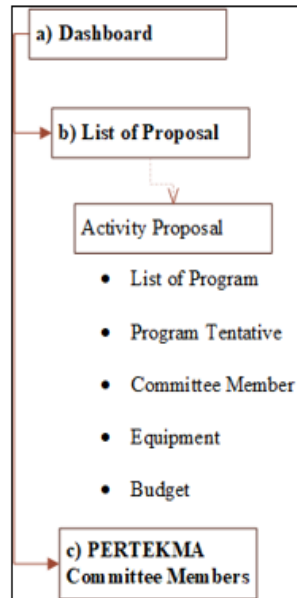 a) Dashboard
b) List of Proposal
Activity Proposal
• List of Program
• Program Tentative
• Committee Member
• Equipment
• Budget
c) PERTEKMA
Committee Members